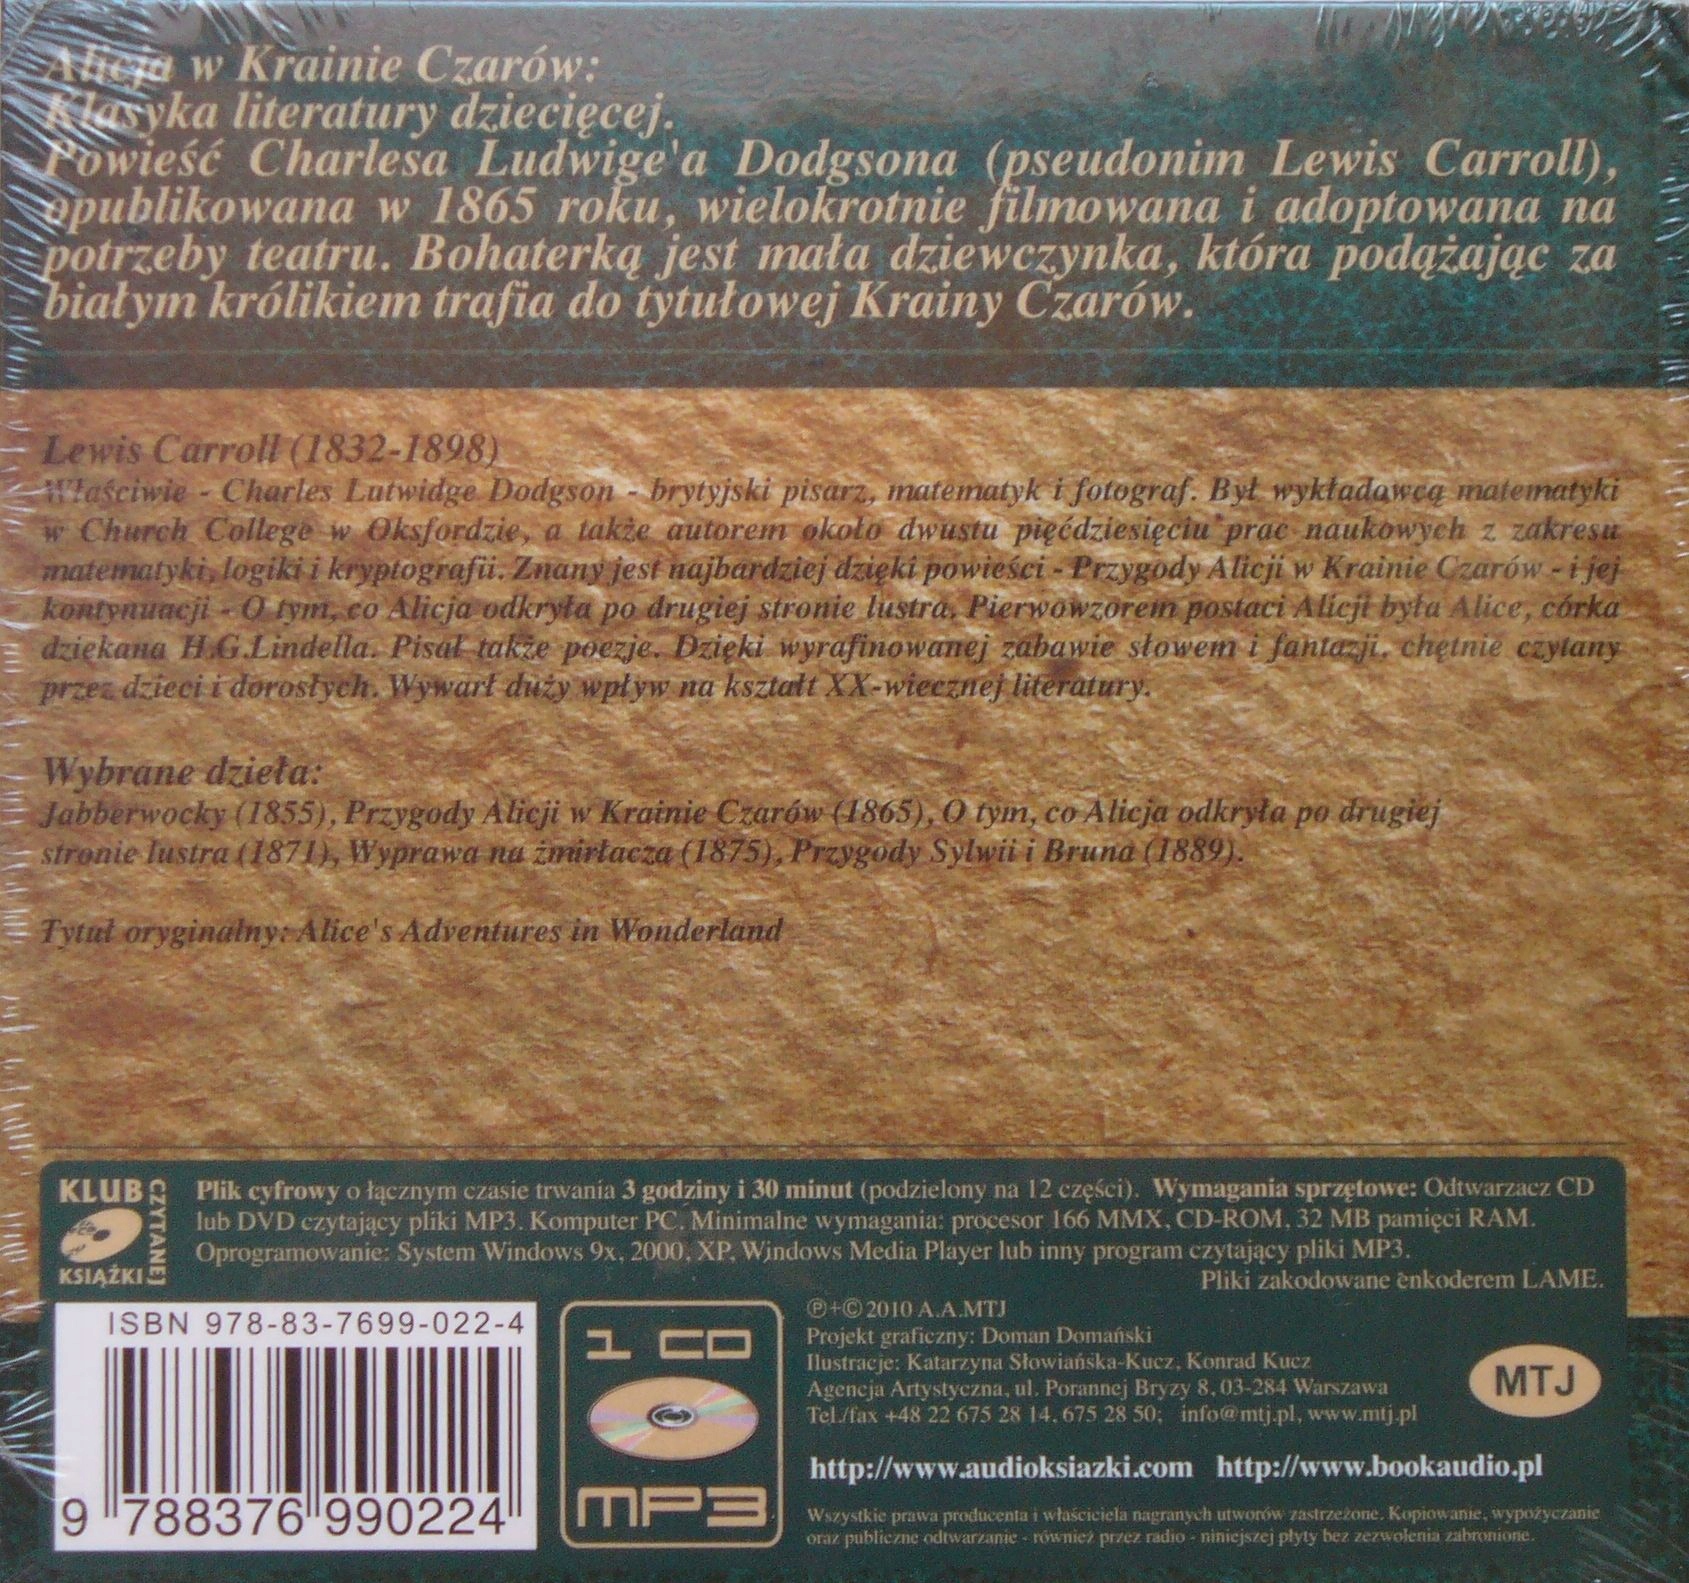 Alicja w Krainie Czarów:
Klasyka literatury dziecięcej.
Powieść Charlesa Ludwige'a Dodgsona (pseudonim Lewis Carroll),
opublikowana w 1865 roku, wielokrotnie filmowana i adoptowana na
potrzeby teatru. Bohaterką jest mała dziewczynka, która podążając za
białym królikiem trafia do tytułowej Krainy Czarów.
Lewis Carroll (1832-1898)
Właściwie - Charles Lutwidge Dodgson - brytyjski pisarz, matematyk i fotograf. Był wykładawcą matematyki
w Church College w Oksfordzie, a także autorem około dwustu pięćdziesięciu prac naukowych z zakresu
matematyki, logiki i kryptografii. Znany jest najbardziej dzięki powieści - Przygody Alicji w Krainie Czarów - i jej
kontynuacji - O tym, co Alicja odkryła po drugiej stronie lustra. Pierwowzorem postaci Alicji była Alice, córka
dziekana H.G.Lindella. Pisał także poezje. Dzięki wyrafinowanej zabawie słowem i fantazji, chętnie czytany
przez dzieci i dorosłych. Wywarł duży wpływ na kształt XX-wiecznej literatury.
Wybrane dzieła:
Jabberwocky (1855), Przygody Alicji w Krainie Czarów (1865), O tym, co Alicja odkryła po drugiej
stronie lustra (1871), Wyprawa na żmirłacza (1875), Przygody Sylwii i Bruna (1889).
Tytuł oryginalny: Alice's Adventures in Wonderland
KLUB
CZYTANEJ
KSIĄŻKI
Plik cyfrowy o łącznym czasie trwania 3 godziny i 30 minut (podzielony na 12 części). Wymagania sprzętowe: Odtwarzacz CD
lub DVD czytający pliki MP3. Komputer PC. Minimalne wymagania: procesor 166 MMX, CD-ROM, 32 MB pamięci RAM.
Oprogramowanie: System Windows 9x, 2000, XP, Windows Media Player lub inny program czytający pliki MP3.
Pliki zakodowane enkoderem LAME.
ISBN 978-83-7699-022-4
9 788376 990224
1 CD
MP3
℗+© 2010 A.A.MTJ
Projekt graficzny: Doman Domański
Ilustracje: Katarzyna Słowiańska-Kucz, Konrad Kucz
Agencja Artystyczna, ul. Porannej Bryzy 8, 03-284 Warszawa
Tel./fax +48 22 675 28 14, 675 28 50; info@mtj.pl, www.mtj.pl
MTJ
http://www.audioksiazki.com http://www.bookaudio.pl
Wszystkie prawa producenta i właściciela nagranych utworów zastrzeżone. Kopiowanie, wypożyczanie
oraz publiczne odtwarzanie - również przez radio - niniejszej płyty bez zezwolenia zabronione.